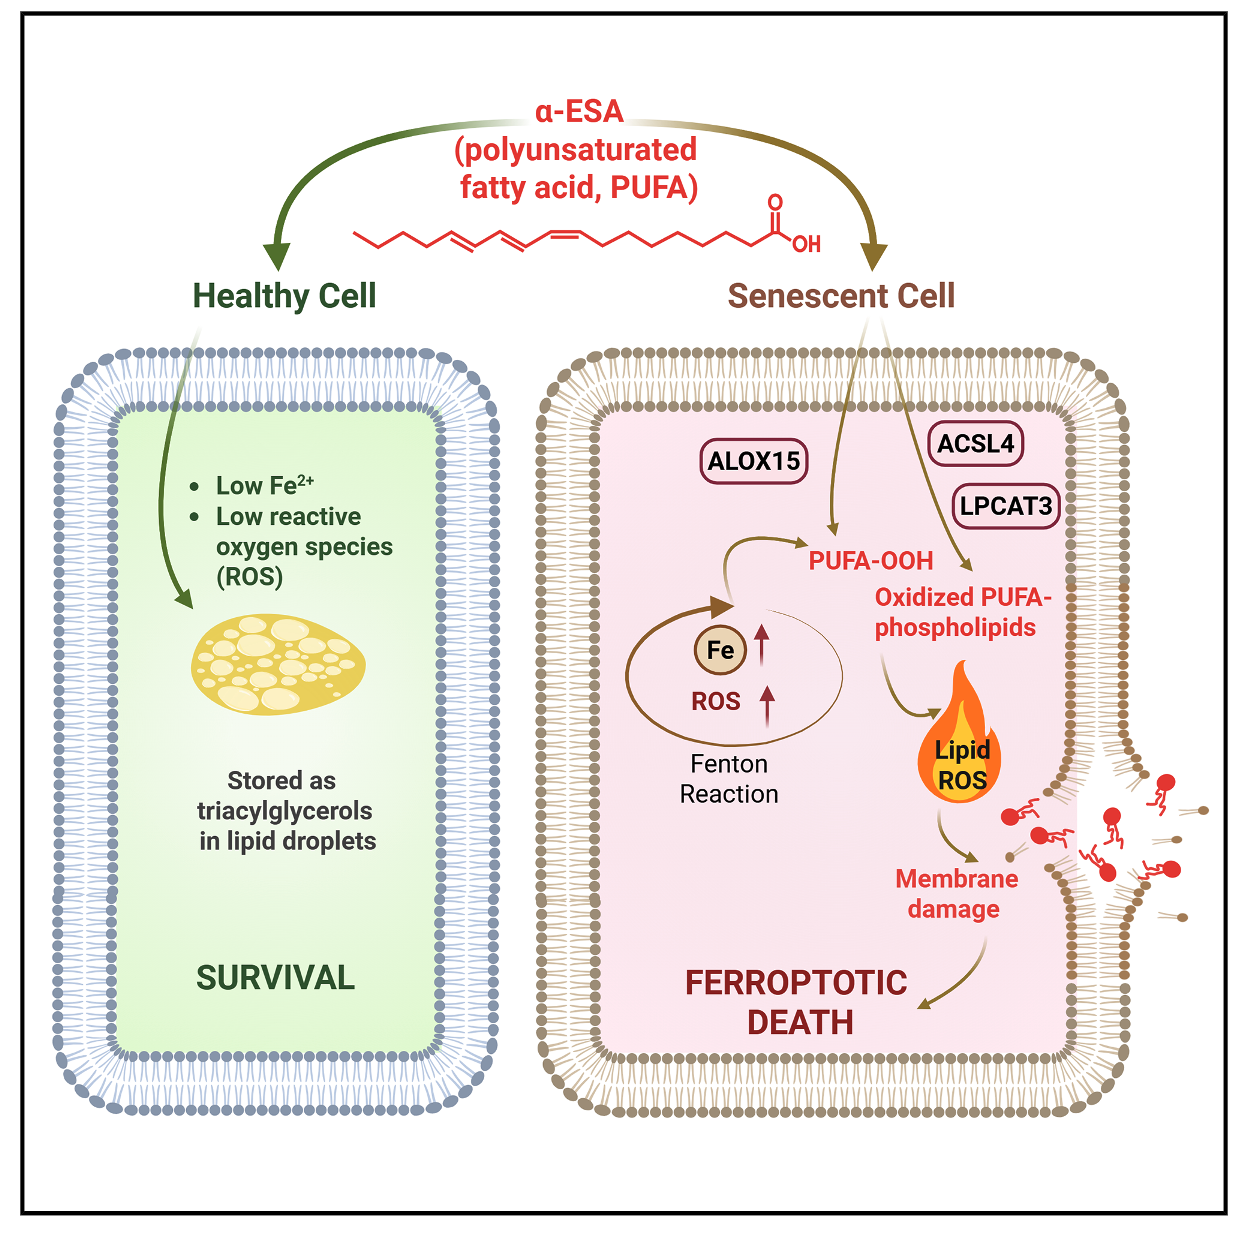 α-ESA
(polyunsaturated
fatty acid, PUFA)
O
OH
Healthy Cell
Senescent Cell
• Low Fe²⁺
• Low reactive
oxygen species
(ROS)
Stored as
triacylglycerols
in lipid droplets
SURVIVAL
ALOX15
ACSL4
LPCAT3
PUFA-OOH
Oxidized PUFA-
phospholipids
Fe
ROS
Fenton
Reaction
Lipid
ROS
Membrane
damage
FERROPTOTIC
DEATH